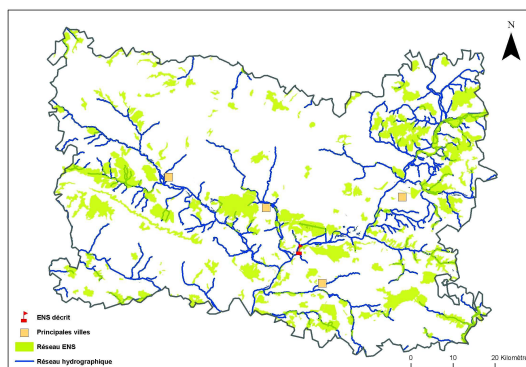 N
ENS décrit
Principales villes
Réseau ENS
Réseau hydrographique
0 10 20 Kilomètre